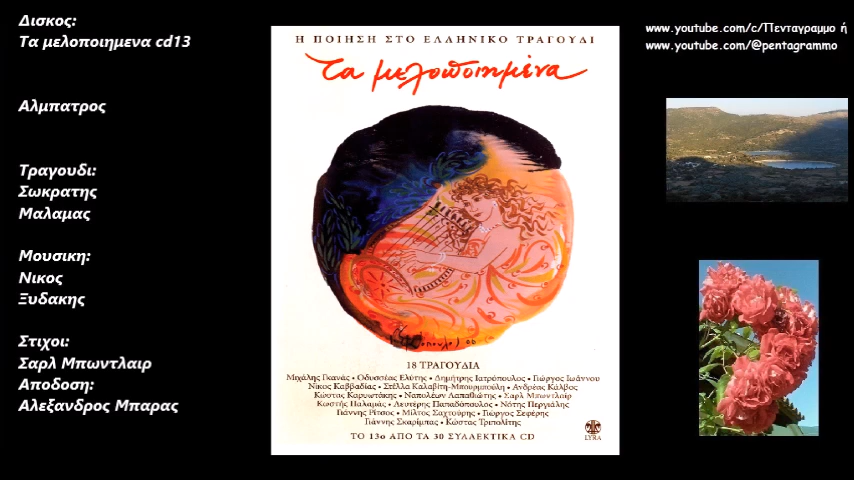 Δισκος:
Τα μελοποιημενα cd13
Αλμπατρος
Τραγουδι:
Σωκρατης
Μαλαμας
Μουσικη:
Νικος
Ξυδακης
Στιχοι:
Σαρλ Μπωντλαιρ
Αποδοση:
Αλεξανδρος Μπαρας
Η ΠΟΙΗΣΗ ΣΤΟ ΕΛΛΗΝΙΚΟ ΤΡΑΓΟΥΔΙ
Τα μελοποιημένα
18 ΤΡΑΓΟΥΔΙΑ
Μιχάλης Γκανάς • Οδυσσέας Ελύτης • Δημήτρης Ιατρόπουλος • Γιώργος Ιωάννου
Νίκος Καββαδίας • Στέλλα Καλαβίτη-Μπουρμπούλη • Ανδρέας Κάλβος
Κώστας Καρυωτάκης • Ναπολέων Λαπαθιώτης • Σαρλ Μπωντλαίρ
Κωστής Παλαμάς • Λευτέρης Παπαδόπουλος • Νότης Περγιάλης
Γιάννης Ρίτσος • Μίλτος Σαχτούρης • Γιώργος Σεφέρης
Γιάννης Σκαρίμπας • Κώστας Τριπολίτης
LYRA
ΤΟ 13ο ΑΠΟ ΤΑ 30 ΣΥΛΛΕΚΤΙΚΑ CD
www.youtube.com/c/Πενταγραμμο ή
www.youtube.com/@pentagrammo